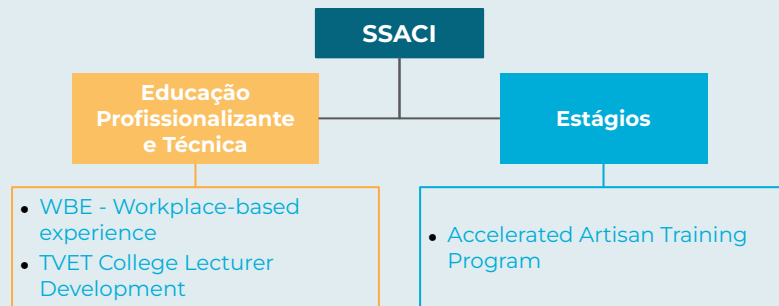 SSACI
Educação
Profissionalizante
e Técnica
Estágios
• WBE - Workplace-based
experience
• TVET College Lecturer
Development
• Accelerated Artisan Training
Program